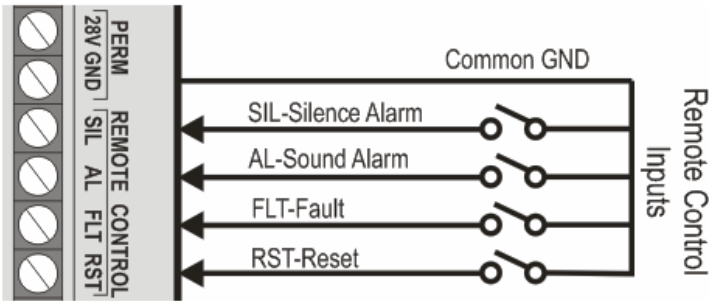 PERM
28V GND
REMOTE CONTROL
SIL AL FLT RST
Common GND
SIL-Silence Alarm
AL-Sound Alarm
FLT-Fault
RST-Reset
Remote Control
Inputs